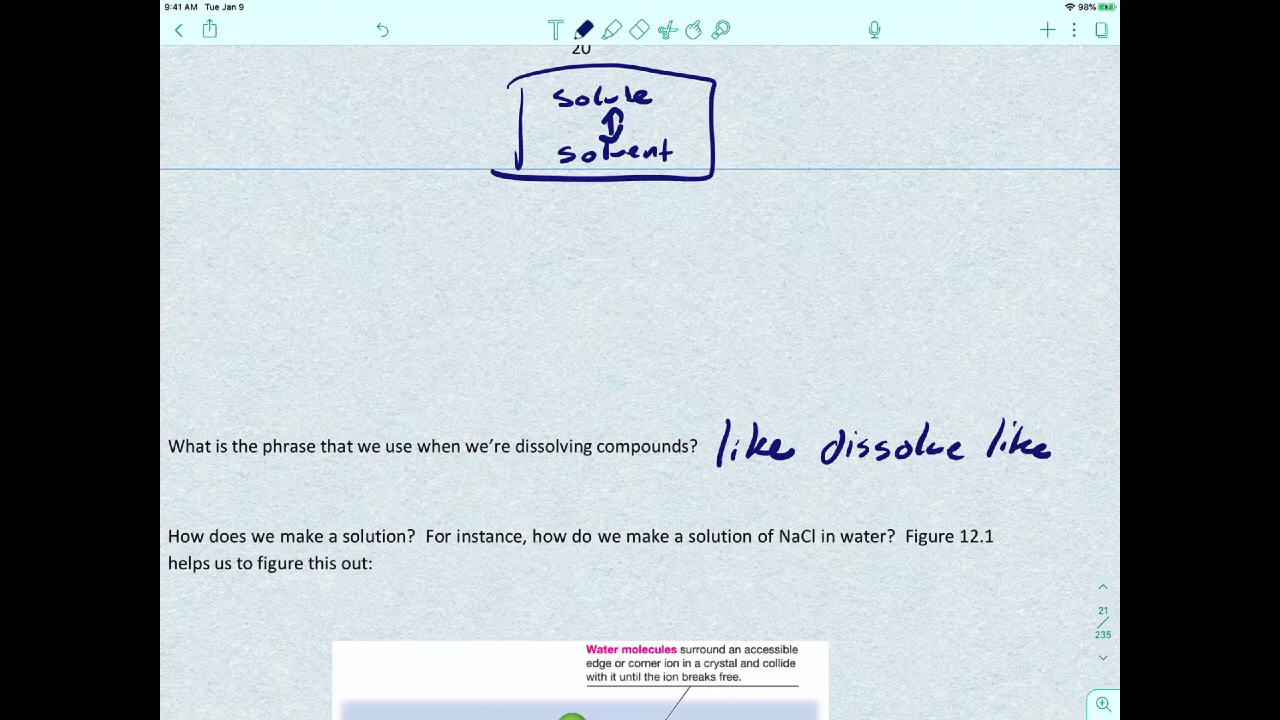 9:41 AM Tue Jan 9
98%
20
solute
solvent
What is the phrase that we use when we're dissolving compounds? like dissolve like
How does we make a solution? For instance, how do we make a solution of NaCl in water? Figure 12.1
helps us to figure this out:
21
235
Water molecules surround an accessible
edge or corner ion in a crystal and collide
with it until the ion breaks free.